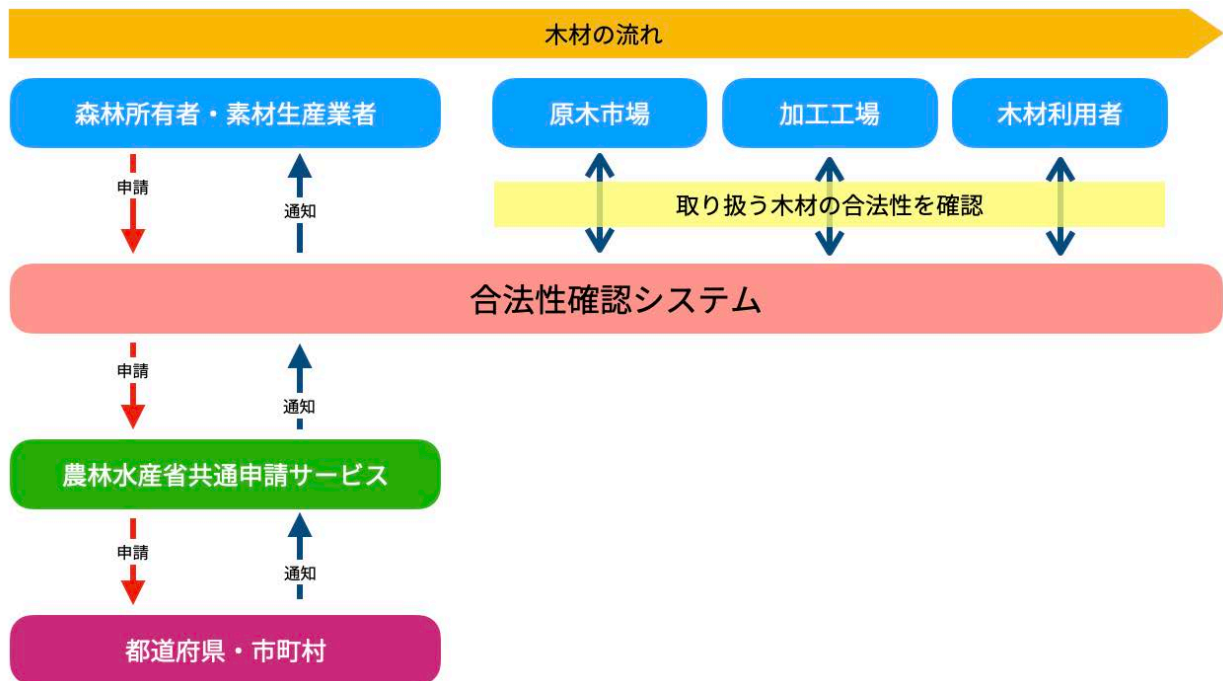 木材の流れ
森林所有者・素材生産業者
原木市場
加工工場
木材利用者
申請
通知
取り扱う木材の合法性を確認
合法性確認システム
申請
通知
農林水産省共通申請サービス
申請
通知
都道府県・市町村